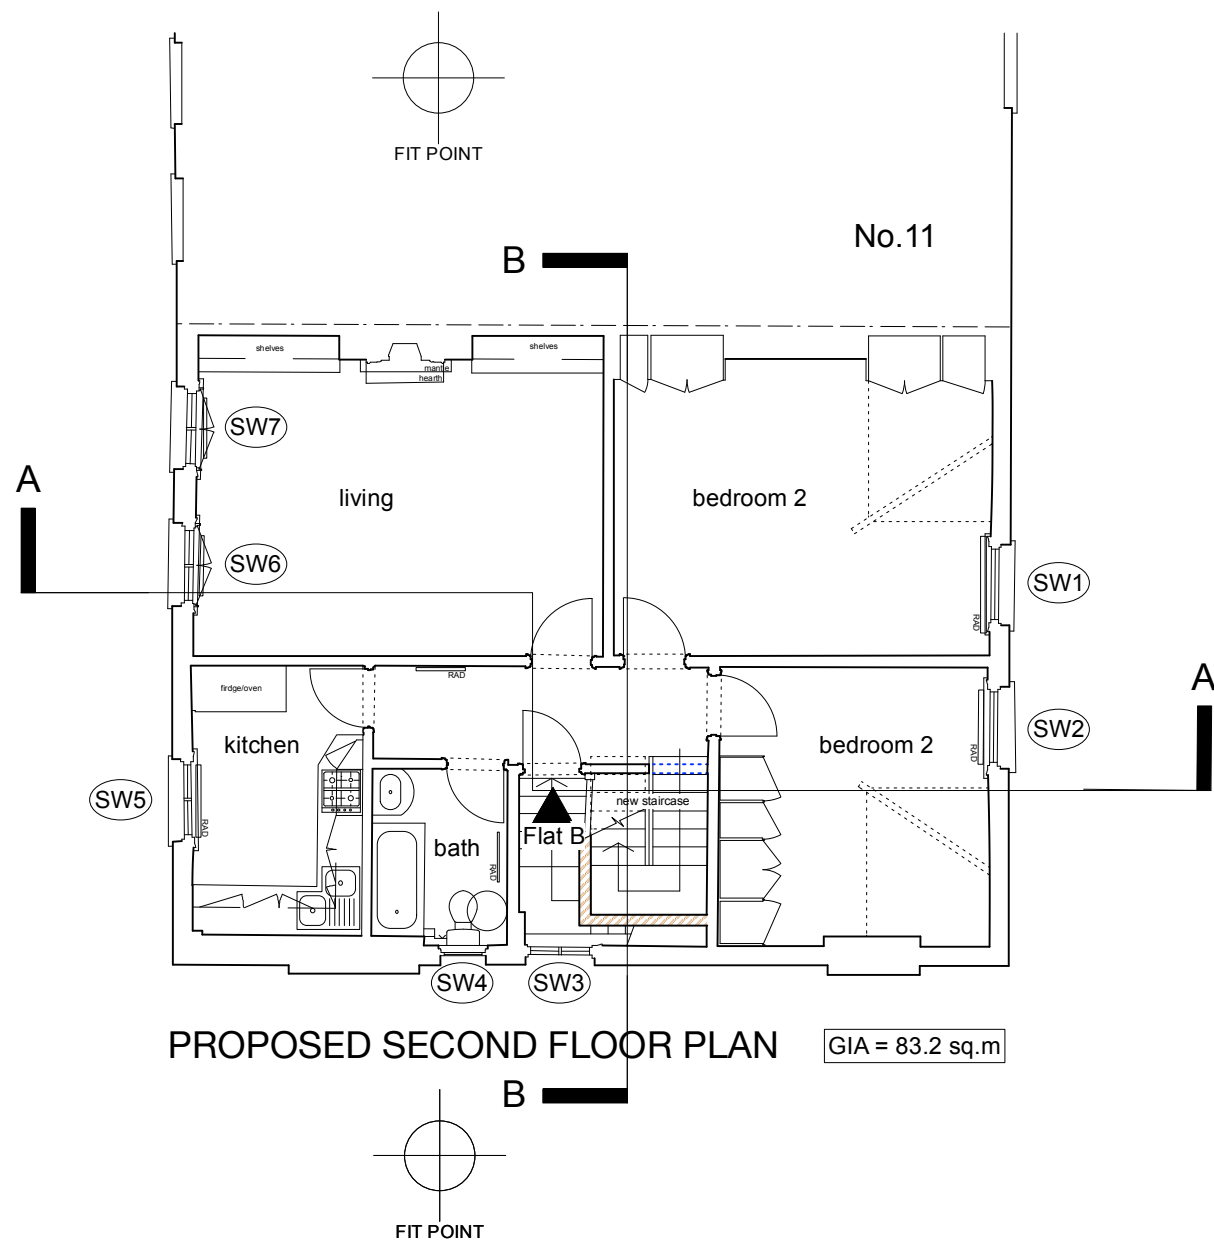 FIT POINT
No.11
B
shelves
shelves
mantle
hearth
SW7
A
living
bedroom 2
SW6
SW1
RAD
A
RAD
firdge/oven
SW2
kitchen
bedroom 2
RAD
SW5
new staircase
RAD
Flat B
bath
RAD
SW4
SW3
PROPOSED SECOND FLOOR PLAN
GIA = 83.2 sq.m
B
FIT POINT